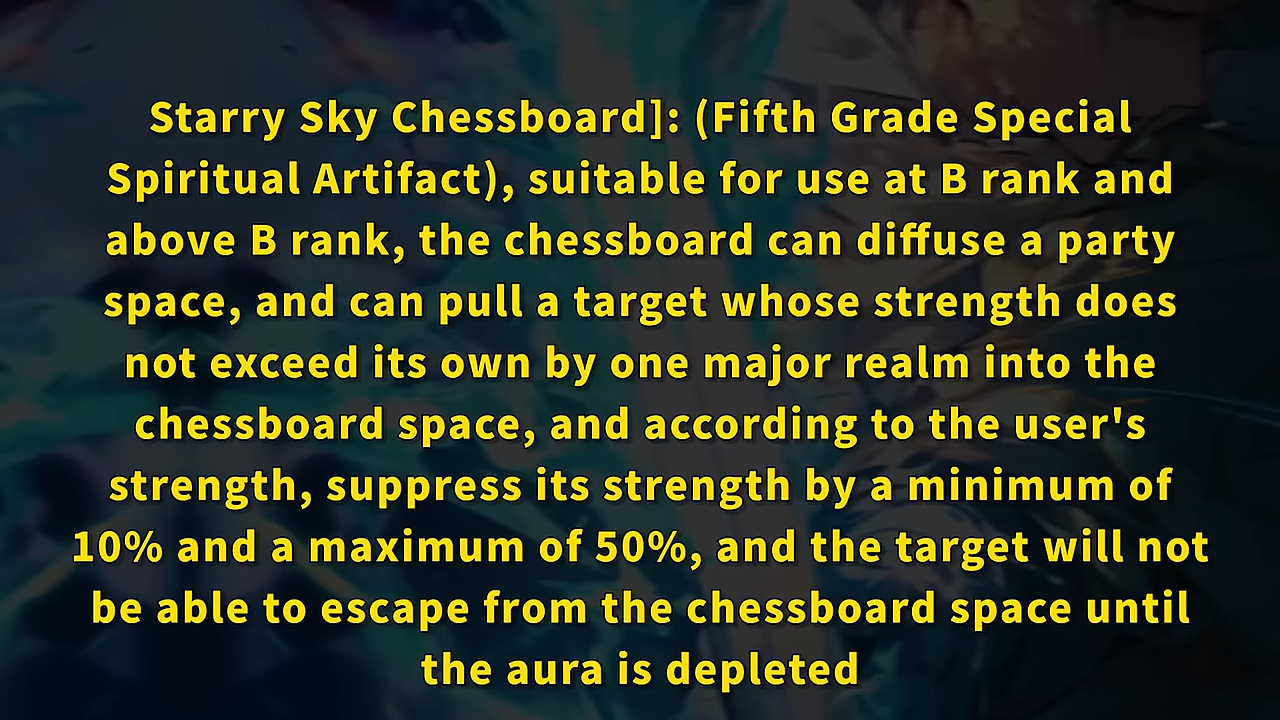 Starry Sky Chessboard]: (Fifth Grade Special
Spiritual Artifact), suitable for use at B rank and
above B rank, the chessboard can diffuse a party
space, and can pull a target whose strength does
not exceed its own by one major realm into the
chessboard space, and according to the user's
strength, suppress its strength by a minimum of
10% and a maximum of 50%, and the target will not
be able to escape from the chessboard space until
the aura is depleted